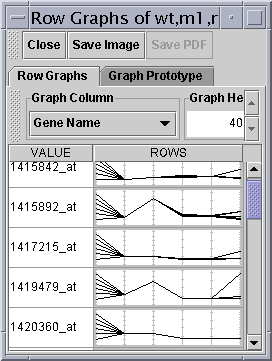 Row Graphs of wt,m1,r
Close Save Image Save PDF
Row Graphs Graph Prototype
Graph Column Graph He
Gene Name 40
VALUE ROWS
1415842_at
1415892_at
1417215_at
1419479_at
1420360_at